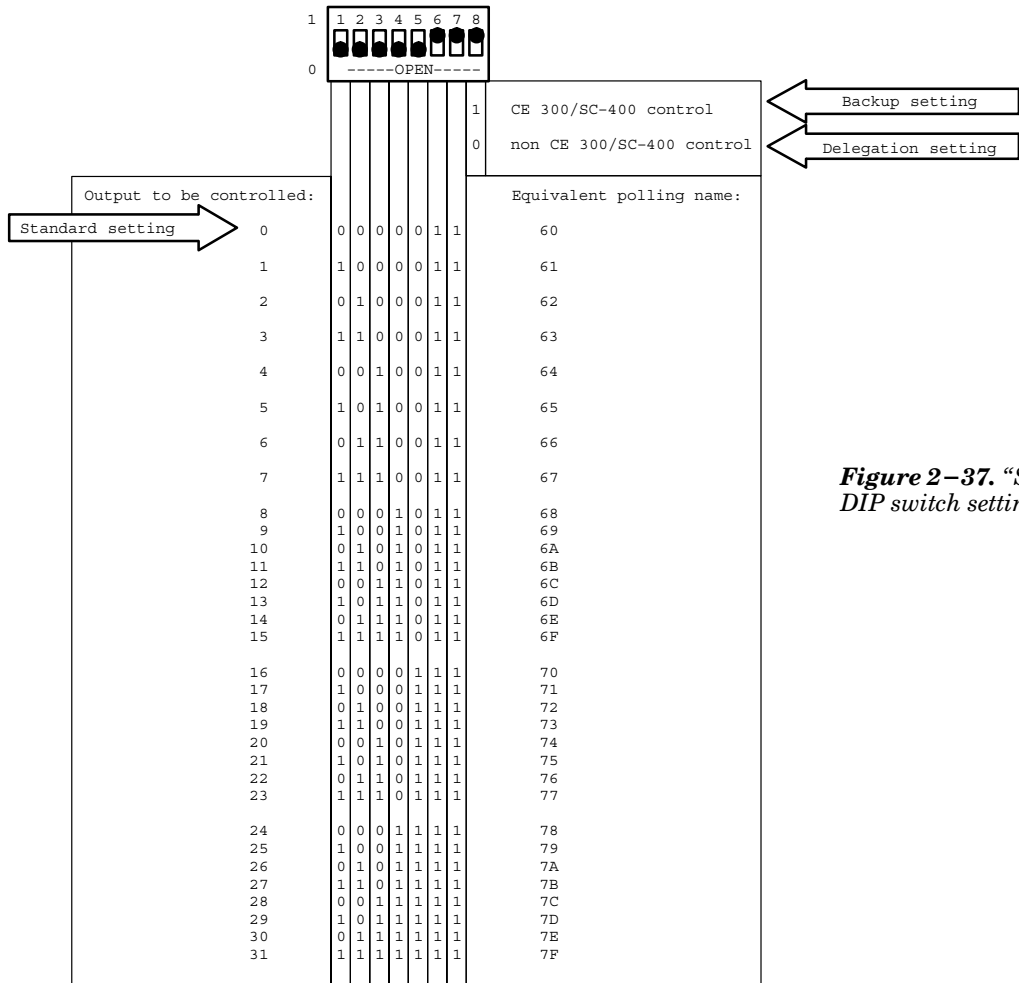 1 1 2 3 4 5 6 7 8
0 -----OPEN-----
1 CE 300/SC-400 control Backup setting
0 non CE 300/SC-400 control Delegation setting
Output to be controlled: Equivalent polling name:
Standard setting 0 0 0 0 0 0 1 1 60
1 1 0 0 0 0 1 1 61
2 0 1 0 0 0 1 1 62
3 1 1 0 0 0 1 1 63
4 0 0 1 0 0 1 1 64
5 1 0 1 0 0 1 1 65
6 0 1 1 0 0 1 1 66
7 1 1 1 0 0 1 1 67
Figure 2–37. “S
DIP switch settin
8 0 0 0 1 0 1 1 68
9 1 0 0 1 0 1 1 69
10 0 1 0 1 0 1 1 6A
11 1 1 0 1 0 1 1 6B
12 0 0 1 1 0 1 1 6C
13 1 0 1 1 0 1 1 6D
14 0 1 1 1 0 1 1 6E
15 1 1 1 1 0 1 1 6F
16 0 0 0 0 1 1 1 70
17 1 0 0 0 1 1 1 71
18 0 1 0 0 1 1 1 72
19 1 1 0 0 1 1 1 73
20 0 0 1 0 1 1 1 74
21 1 0 1 0 1 1 1 75
22 0 1 1 0 1 1 1 76
23 1 1 1 0 1 1 1 77
24 0 0 0 1 1 1 1 78
25 1 0 0 1 1 1 1 79
26 0 1 0 1 1 1 1 7A
27 1 1 0 1 1 1 1 7B
28 0 0 1 1 1 1 1 7C
29 1 0 1 1 1 1 1 7D
30 0 1 1 1 1 1 1 7E
31 1 1 1 1 1 1 1 7F